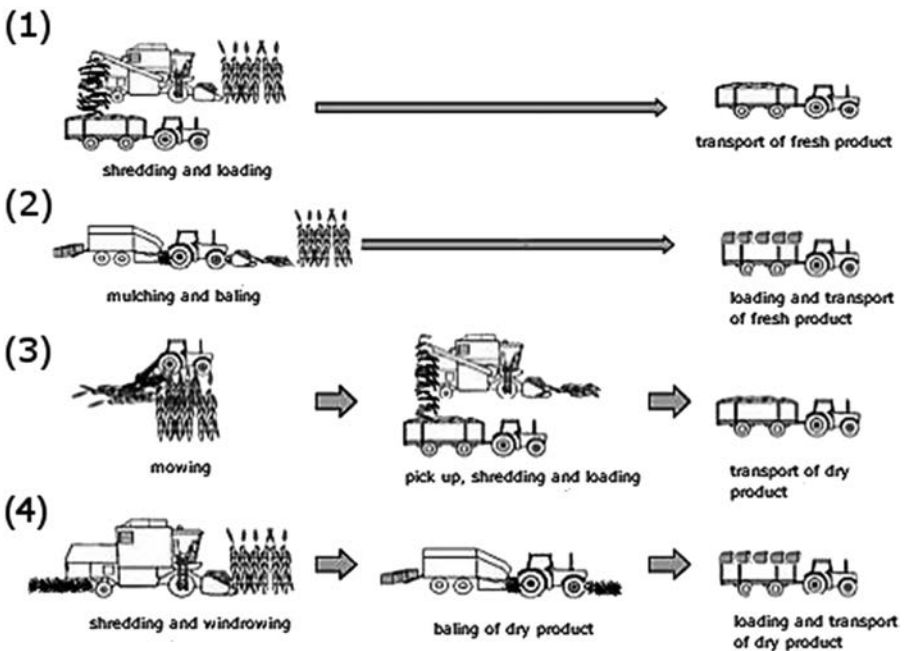 (1)
shredding and loading
transport of fresh product
(2)
mulching and baling
loading and transport
of fresh product
(3)
mowing
pick up, shredding and loading
transport of dry
product
(4)
shredding and windrowing
baling of dry product
loading and transport
of dry product